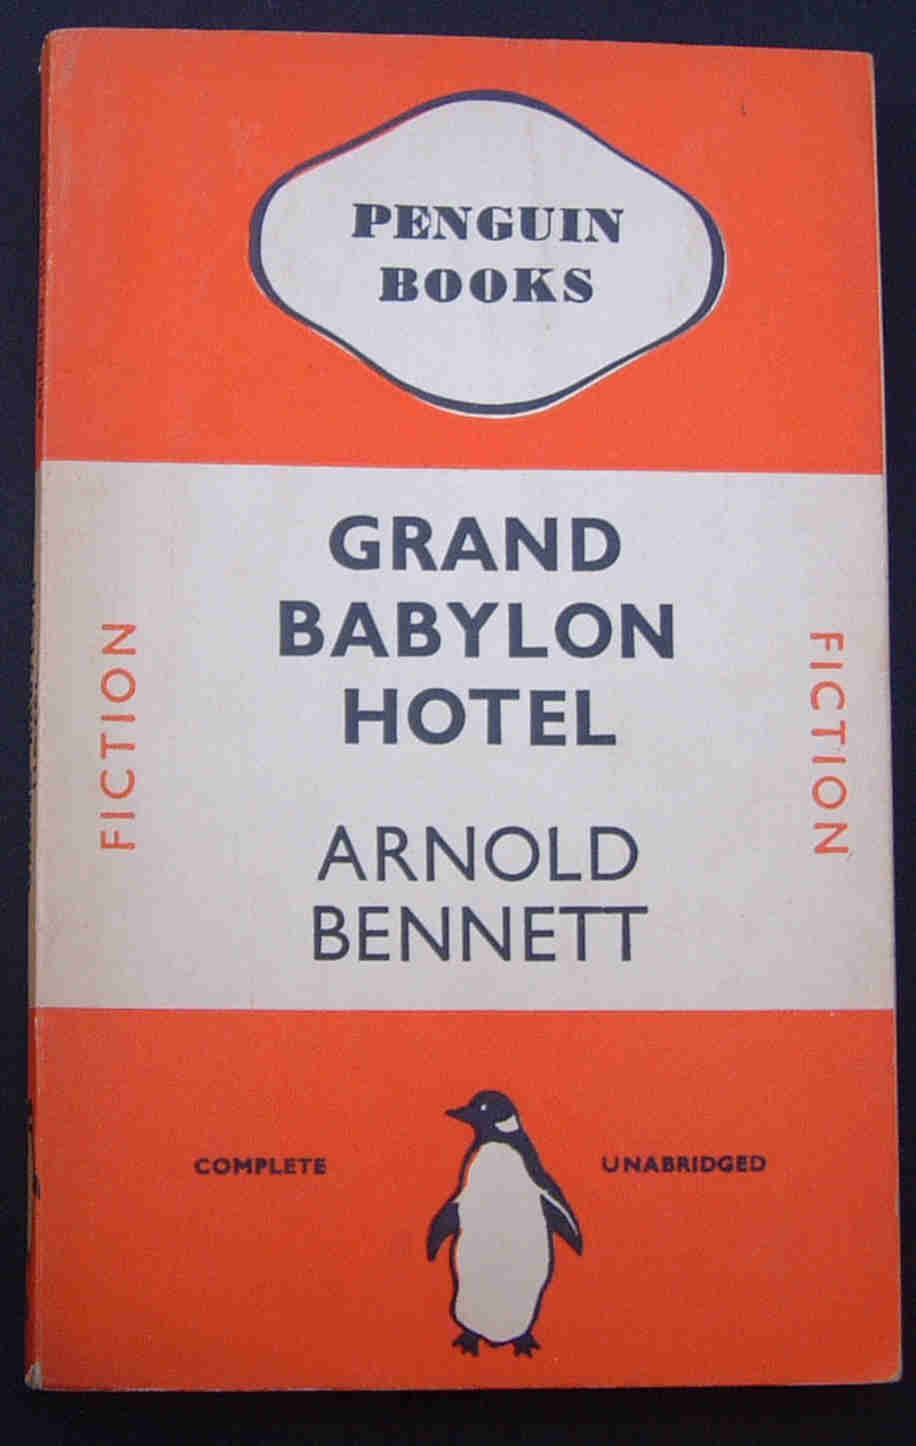 PENGUIN
BOOKS
GRAND
BABYLON
HOTEL
FICTION
FICTION
ARNOLD
BENNETT
COMPLETE
UNABRIDGED